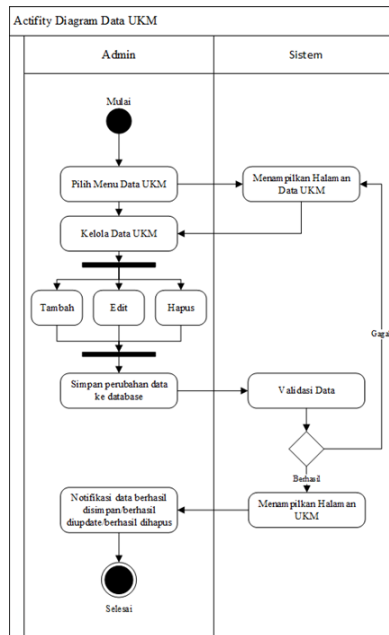 Actifity Diagram Data UKM
Admin
Sistem
Mulai
Pilih Menu Data UKM
Menampilkan Halaman
Data UKM
Kelola Data UKM
Tambah
Edit
Hapus
Gagal
Simpan perubahan data
ke database
Validasi Data
Berhasil
Notifikasi data berhasil
disimpan/berhasil
diupdate/berhasil dihapus
Menampilkan Halaman
UKM
Selesai